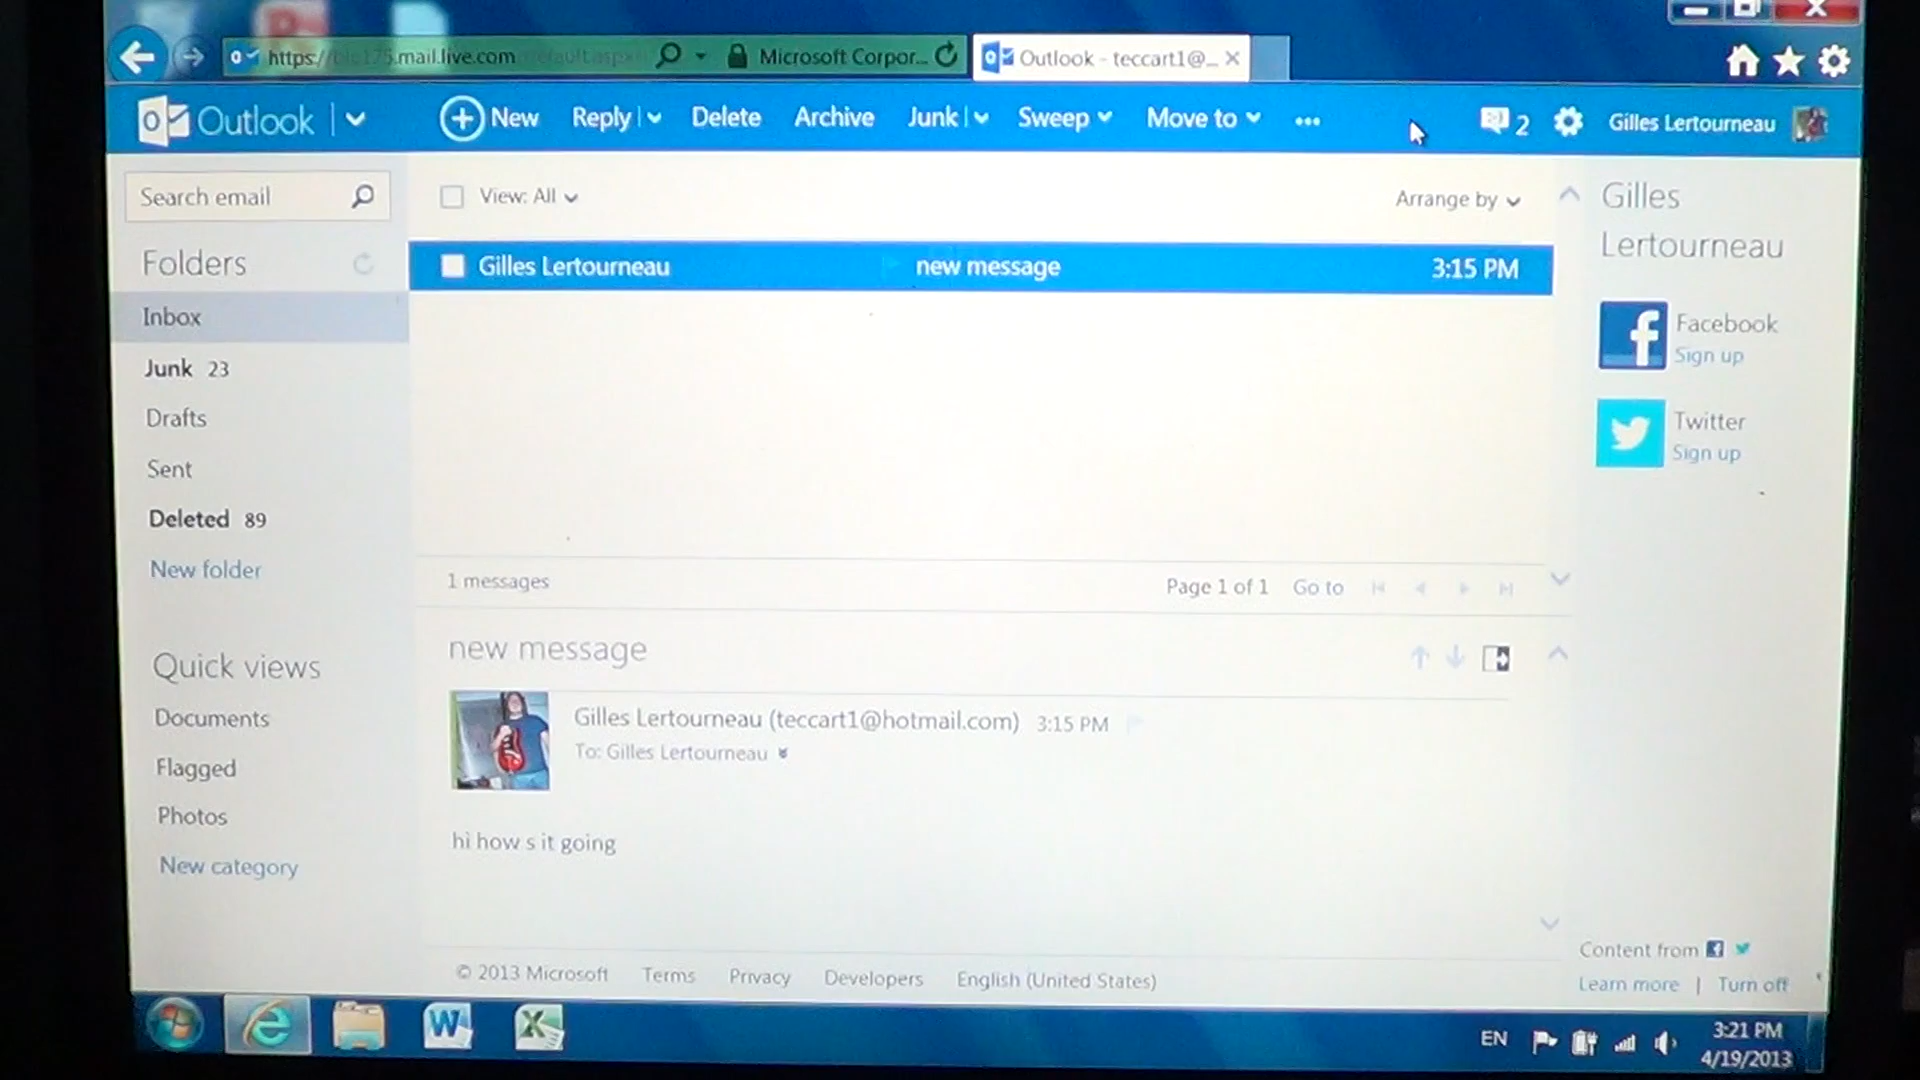 https://blu175.mail.live.com/default.aspx
Microsoft Corpor...
Outlook - teccart1@...
Outlook
New
Reply
Delete
Archive
Junk
Sweep
Move to
2
Gilles Lertourneau
Search email
View: All
Arrange by
Gilles
Lertourneau
Folders
Gilles Lertourneau
new message
3:15 PM
Inbox
Facebook
Sign up
Junk 23
Drafts
Twitter
Sign up
Sent
Deleted 89
New folder
1 messages
Page 1 of 1
Go to
new message
Quick views
Documents
Gilles Lertourneau (teccart1@hotmail.com) 3:15 PM
To: Gilles Lertourneau
Flagged
Photos
hi how s it going
New category
Content from
© 2013 Microsoft
Terms
Privacy
Developers
English (United States)
Learn more | Turn off
EN
3:21 PM
4/19/2013